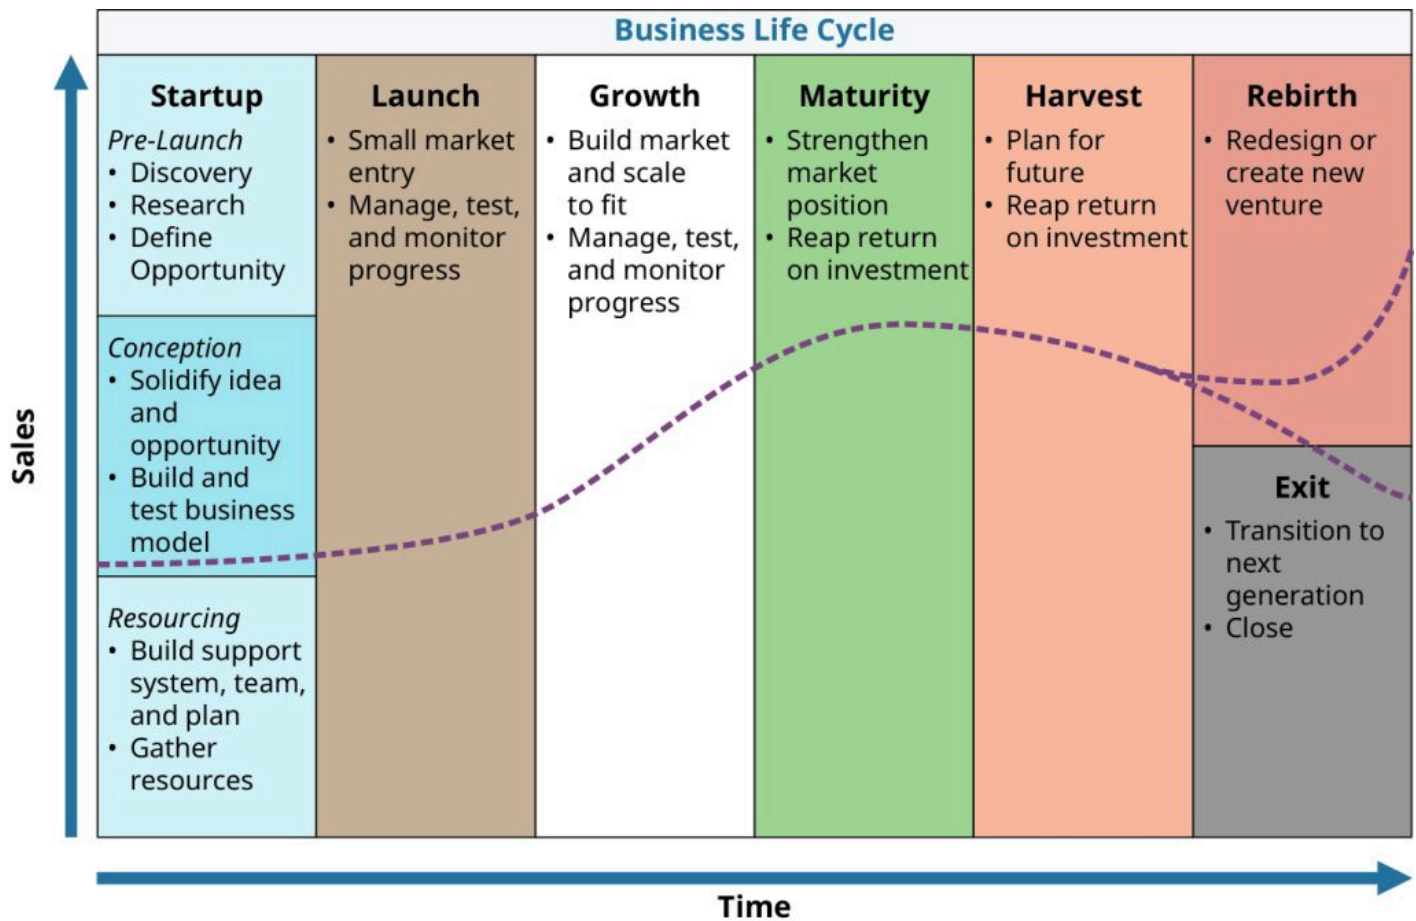 Business Life Cycle
Startup
Pre-Launch
• Discovery
• Research
• Define
Opportunity
Conception
• Solidify idea
and
opportunity
• Build and
test business
model
Resourcing
• Build support
system, team,
and plan
• Gather
resources
Launch
• Small market
entry
• Manage, test,
and monitor
progress
Growth
• Build market
and scale
to fit
• Manage, test,
and monitor
progress
Maturity
• Strengthen
market
position
• Reap return
on investment
Harvest
• Plan for
future
• Reap return
on investment
Rebirth
• Redesign or
create new
venture
Exit
• Transition to
next
generation
• Close
Sales
Time